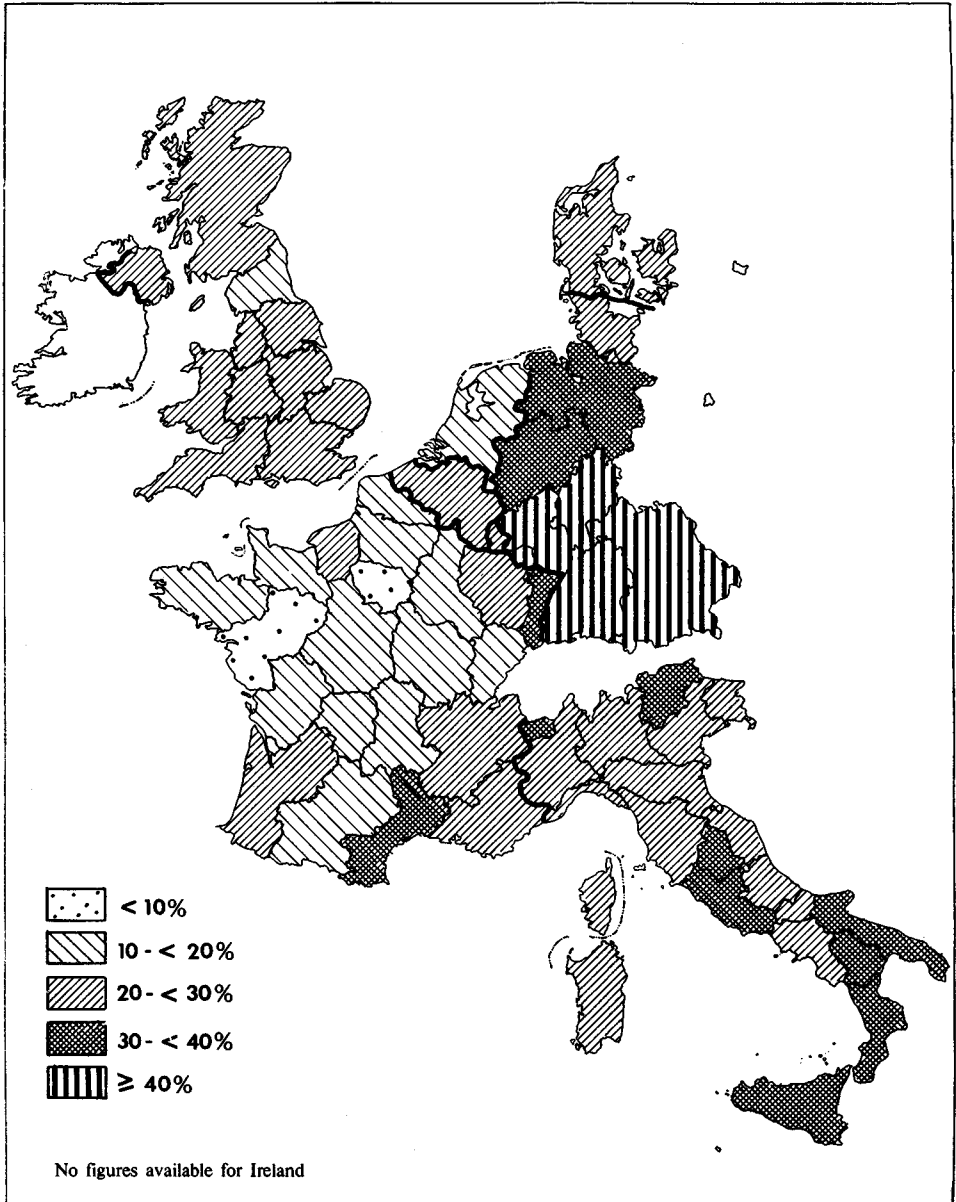 < 10%
10 - < 20%
20 - < 30%
30 - < 40%
≥ 40%
No figures available for Ireland